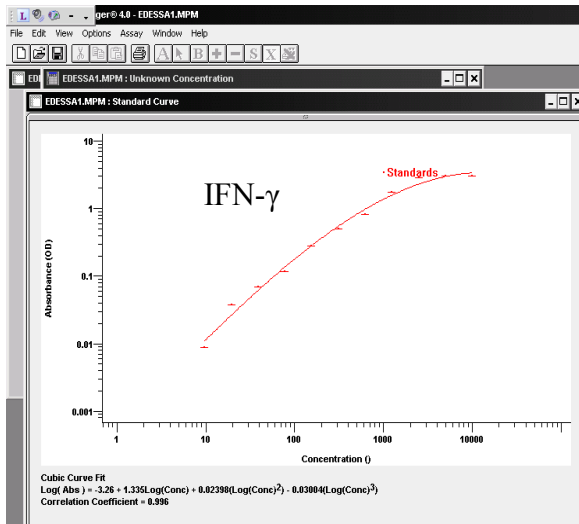 ger® 4.0 - EDESSA1.MPM
File Edit View Options Assay Window Help
A B + - S X
EDI EDESSA1.MPM : Unknown Concentration
EDESSA1.MPM : Standard Curve
IFN-γ
Standards
Absorbance (OD)
10
1
0.1
0.01
0.001
1 10 100 1000 10000
Concentration ()
Cubic Curve Fit
Log( Abs ) = -3.26 + 1.335Log(Conc) + 0.02398(Log(Conc)²) - 0.03004(Log(Conc)³)
Correlation Coefficient = 0.996